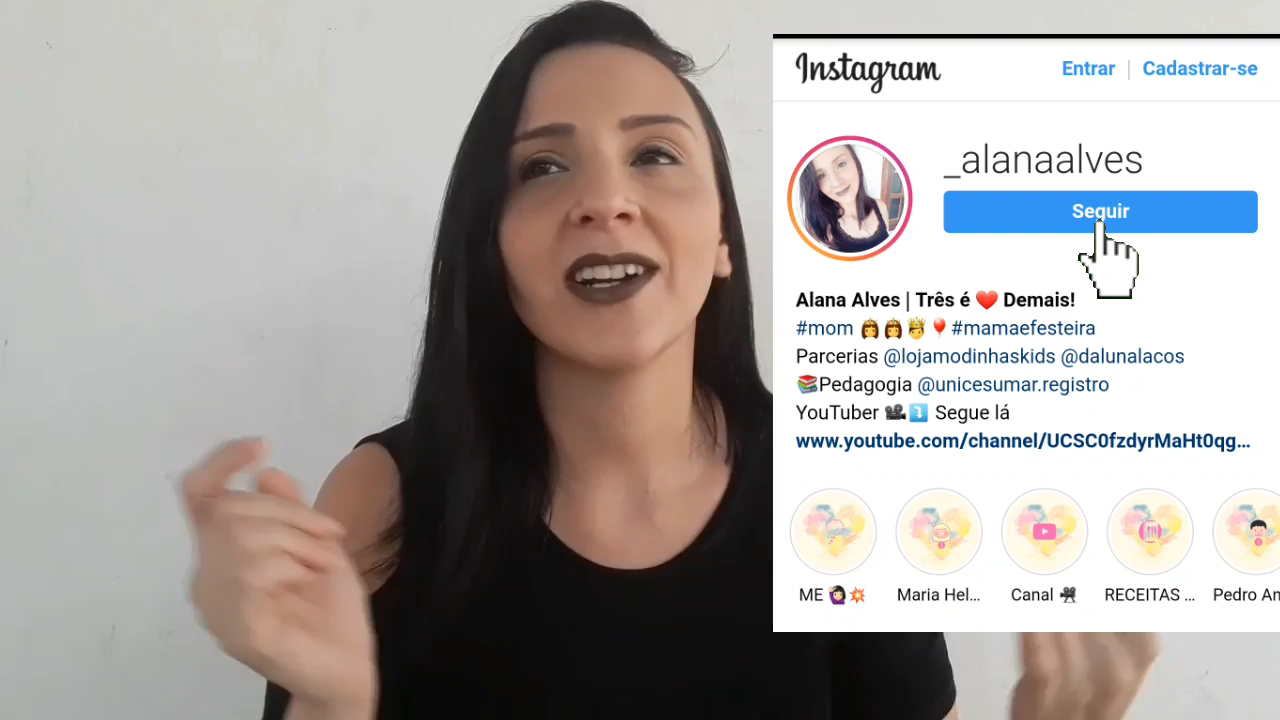 Instagram
Entrar | Cadastrar-se
_alanaalves
Seguir
Alana Alves | Três é ❤️ Demais!
#mom 👸👸🤴🎈#mamaefesteira
Parcerias @lojamodinhaskids @dalunalacos
📚Pedagogia @unicesumar.registro
YouTuber 🎥⤵️ Segue lá
www.youtube.com/channel/UCSC0fzdyrMaHt0qg...
ME 🙋🏻‍♀️💥 Maria Hel... Canal 🎥 RECEITAS ... Pedro An